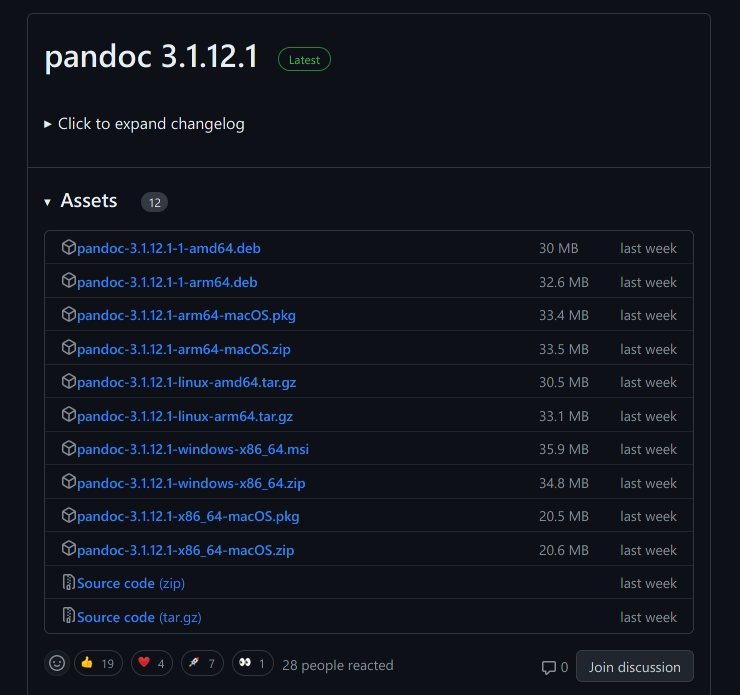 pandoc 3.1.12.1 Latest
Click to expand changelog
Assets 12
pandoc-3.1.12.1-1-amd64.deb 30 MB last week
pandoc-3.1.12.1-1-arm64.deb 32.6 MB last week
pandoc-3.1.12.1-arm64-macOS.pkg 33.4 MB last week
pandoc-3.1.12.1-arm64-macOS.zip 33.5 MB last week
pandoc-3.1.12.1-linux-amd64.tar.gz 30.5 MB last week
pandoc-3.1.12.1-linux-arm64.tar.gz 33.1 MB last week
pandoc-3.1.12.1-windows-x86_64.msi 35.9 MB last week
pandoc-3.1.12.1-windows-x86_64.zip 34.8 MB last week
pandoc-3.1.12.1-x86_64-macOS.pkg 20.5 MB last week
pandoc-3.1.12.1-x86_64-macOS.zip 20.6 MB last week
Source code (zip) last week
Source code (tar.gz) last week
👍 19 ❤️ 4 🚀 7 👀 1 28 people reacted 0 Join discussion